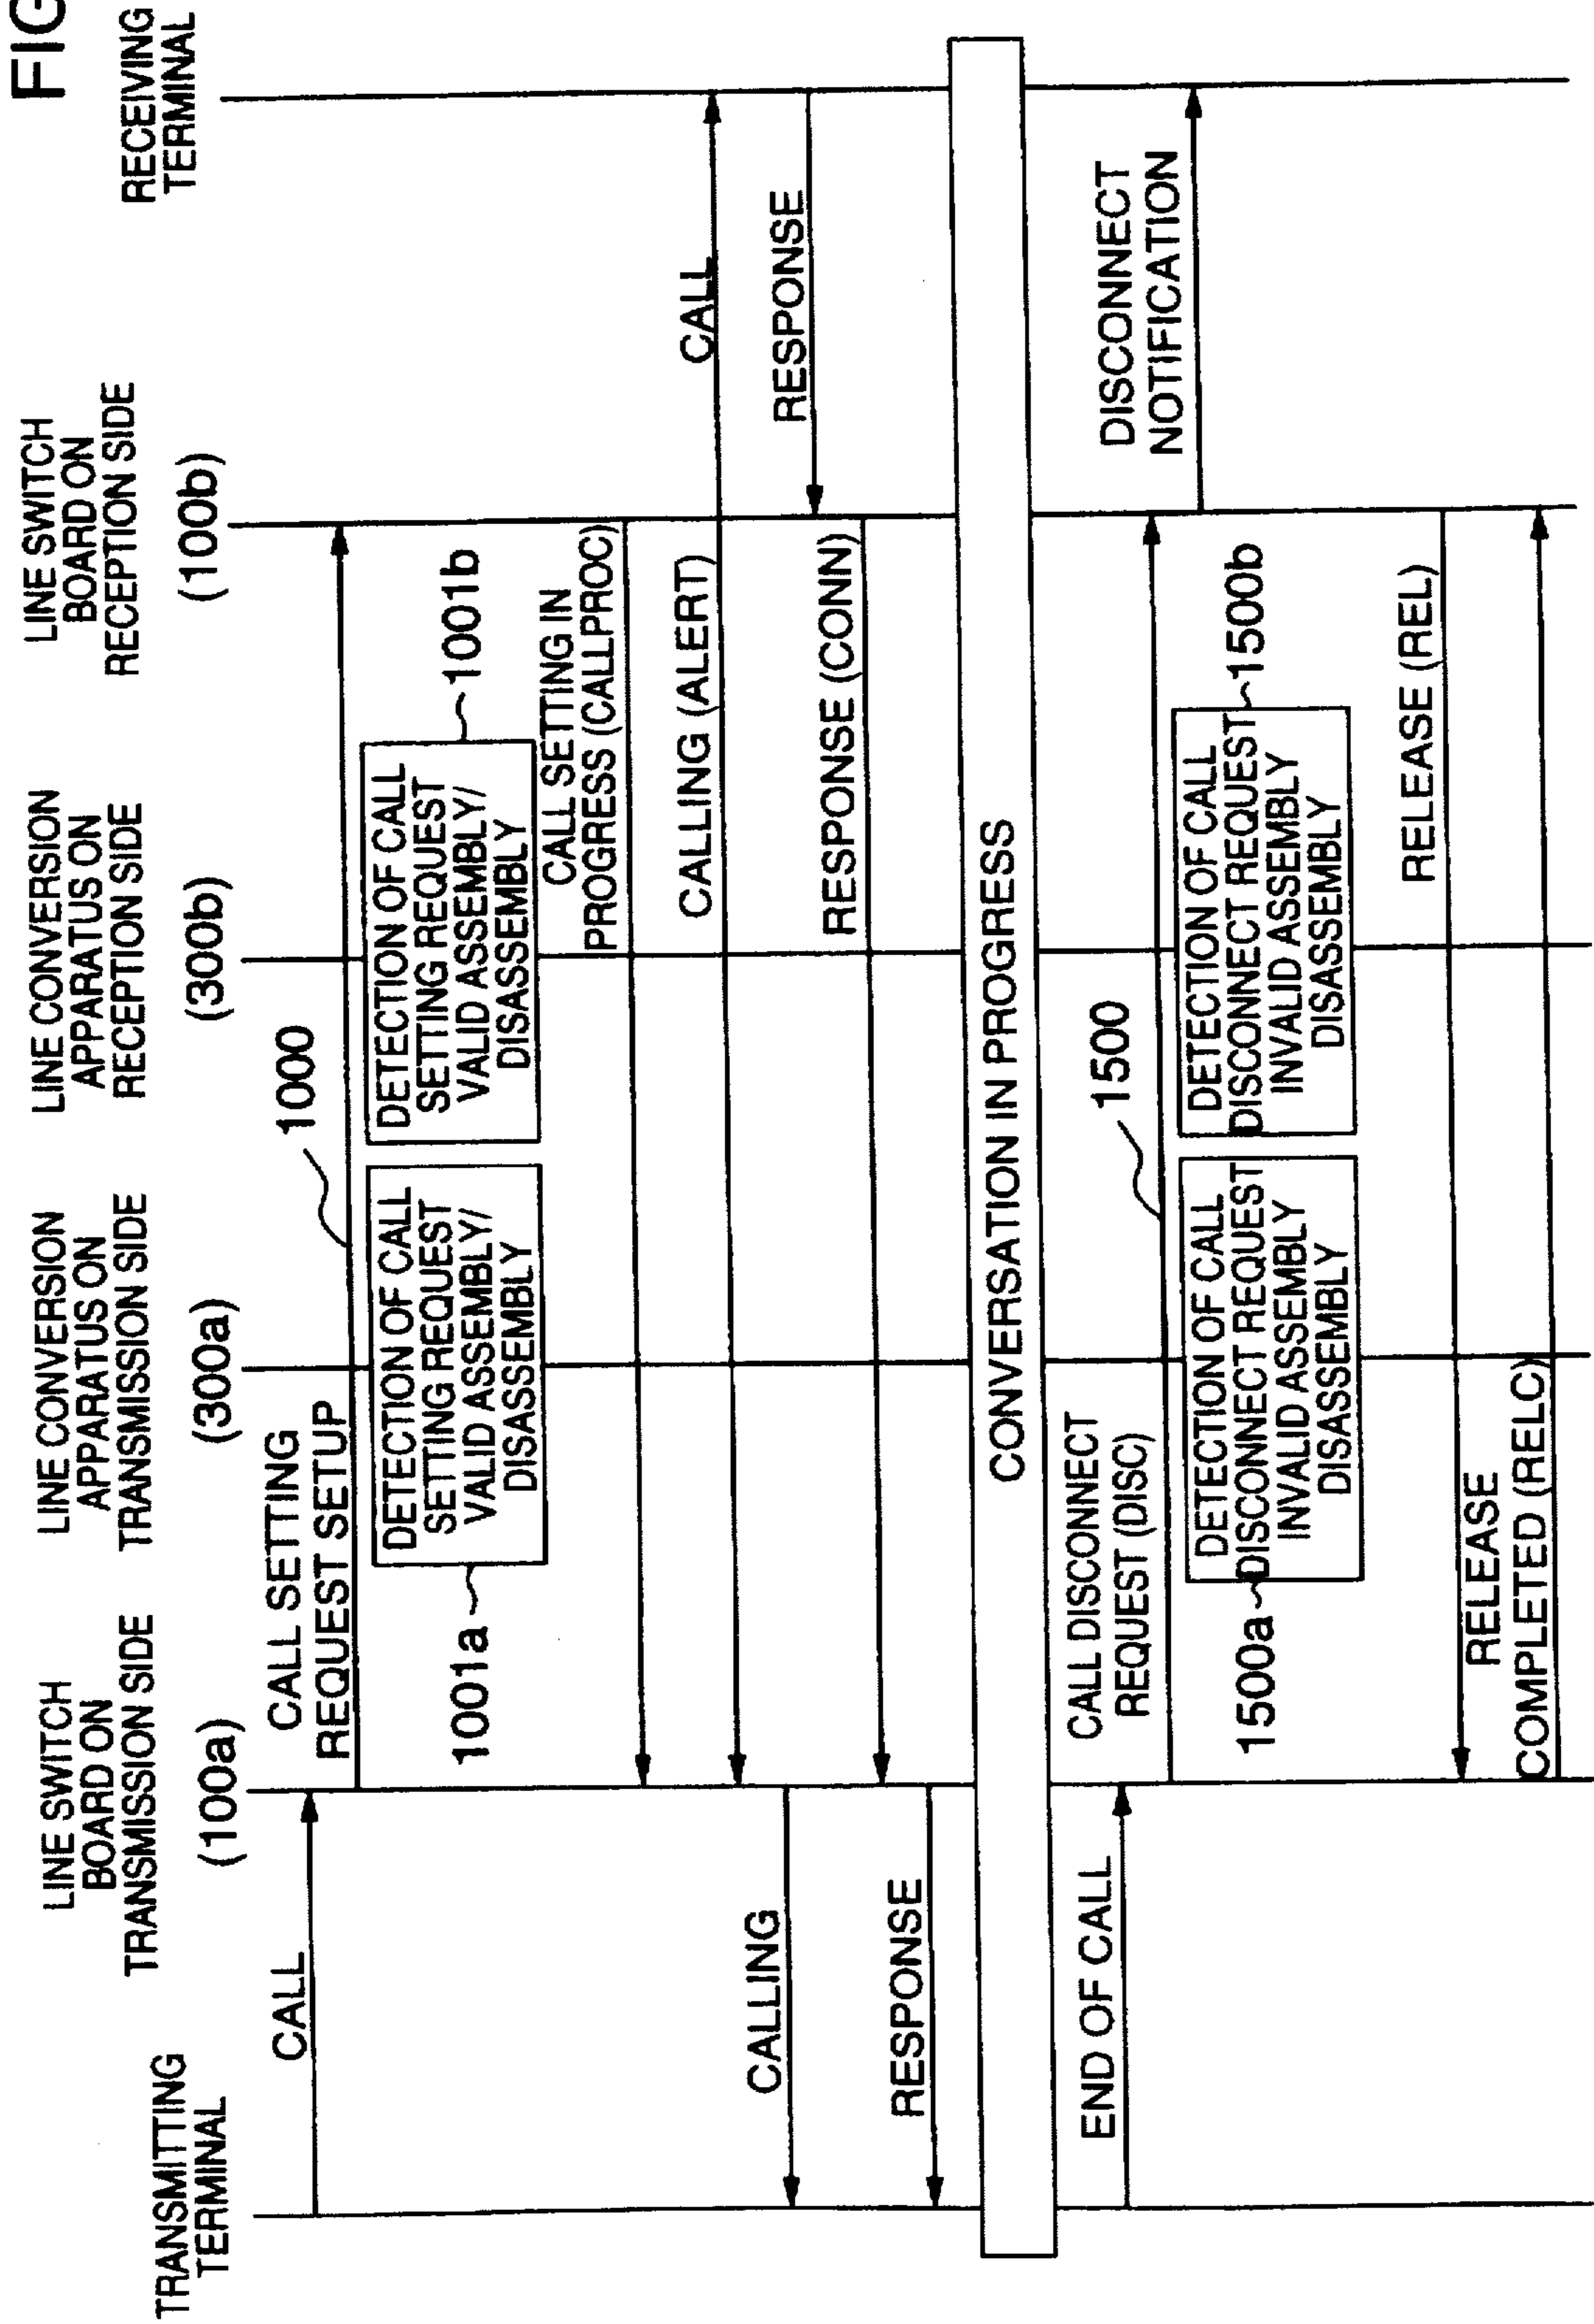 FIG
TRANSMITTING
TERMINAL
LINE SWITCH
BOARD ON
TRANSMISSION SIDE
(100a)
LINE CONVERSION
APPARATUS ON
TRANSMISSION SIDE
(300a)
LINE CONVERSION
APPARATUS ON
RECEPTION SIDE
(300b)
LINE SWITCH
BOARD ON
RECEPTION SIDE
(100b)
RECEIVING
TERMINAL
CALL
CALL SETTING
REQUEST SETUP
1000
1001a
DETECTION OF CALL
SETTING REQUEST
VALID ASSEMBLY/
DISASSEMBLY
DETECTION OF CALL
SETTING REQUEST
VALID ASSEMBLY/
DISASSEMBLY
1001b
CALL SETTING IN
PROGRESS (CALLPROC)
CALLING (ALERT)
CALL
CALLING
RESPONSE
RESPONSE (CONN)
RESPONSE
CONVERSATION IN PROGRESS
END OF CALL
CALL DISCONNECT
REQUEST (DISC)
1500
DISCONNECT
NOTIFICATION
1500a
DETECTION OF CALL
DISCONNECT REQUEST
INVALID ASSEMBLY
DISASSEMBLY
DETECTION OF CALL
DISCONNECT REQUEST
INVALID ASSEMBLY
DISASSEMBLY
1500b
RELEASE (REL)
RELEASE
COMPLETED (RELC)